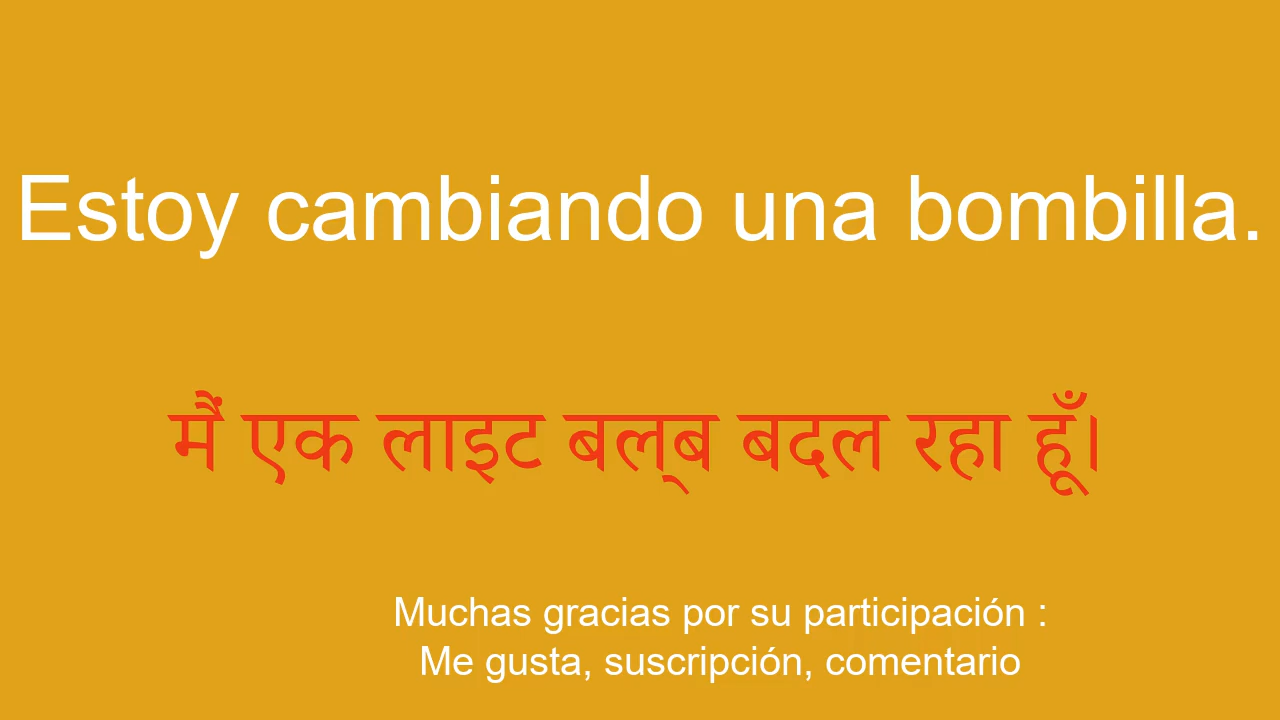 Estoy cambiando una bombilla.
मैं एक लाइट बल्ब बदल रहा हूँ।
Muchas gracias por su participación :
Me gusta, suscripción, comentario